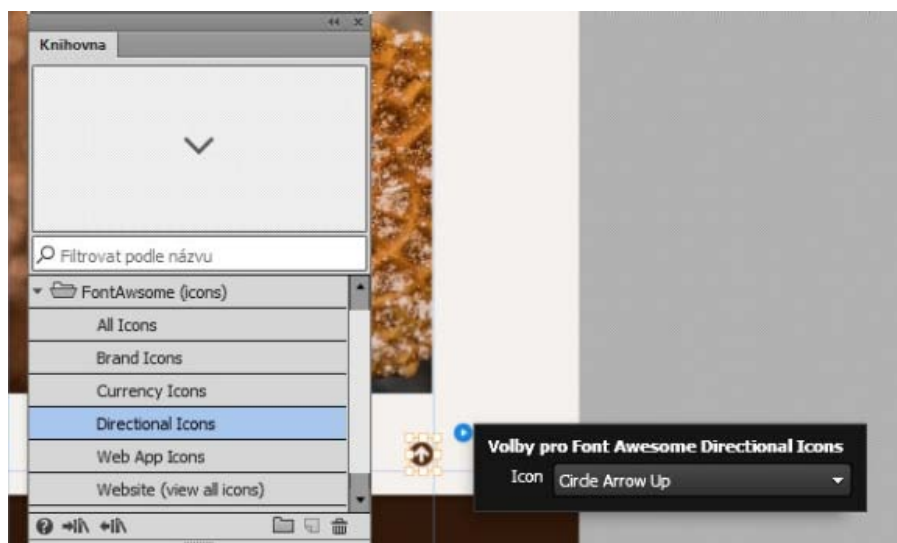 Knihovna
Filtrovat podle názvu
FontAwsome (icons)
All Icons
Brand Icons
Currency Icons
Directional Icons
Web App Icons
Website (view all icons)
Volby pro Font Awesome Directional Icons
Icon Circle Arrow Up